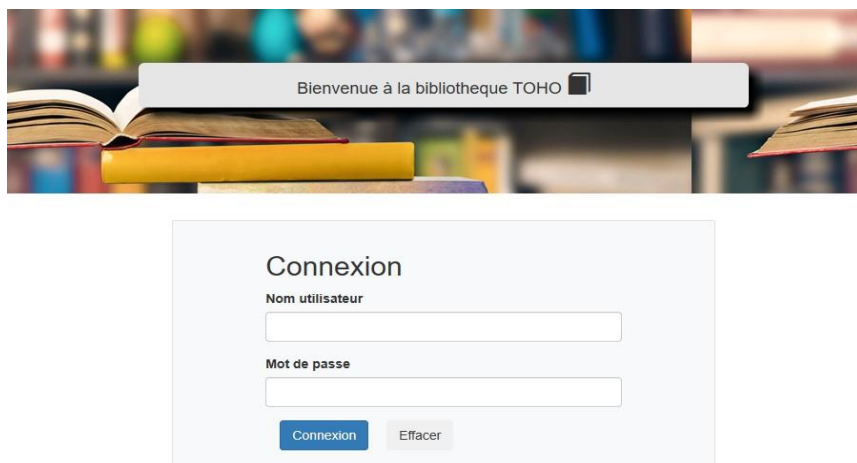 Bienvenue à la bibliotheque TOHO
Connexion
Nom utilisateur
Mot de passe
Connexion Effacer